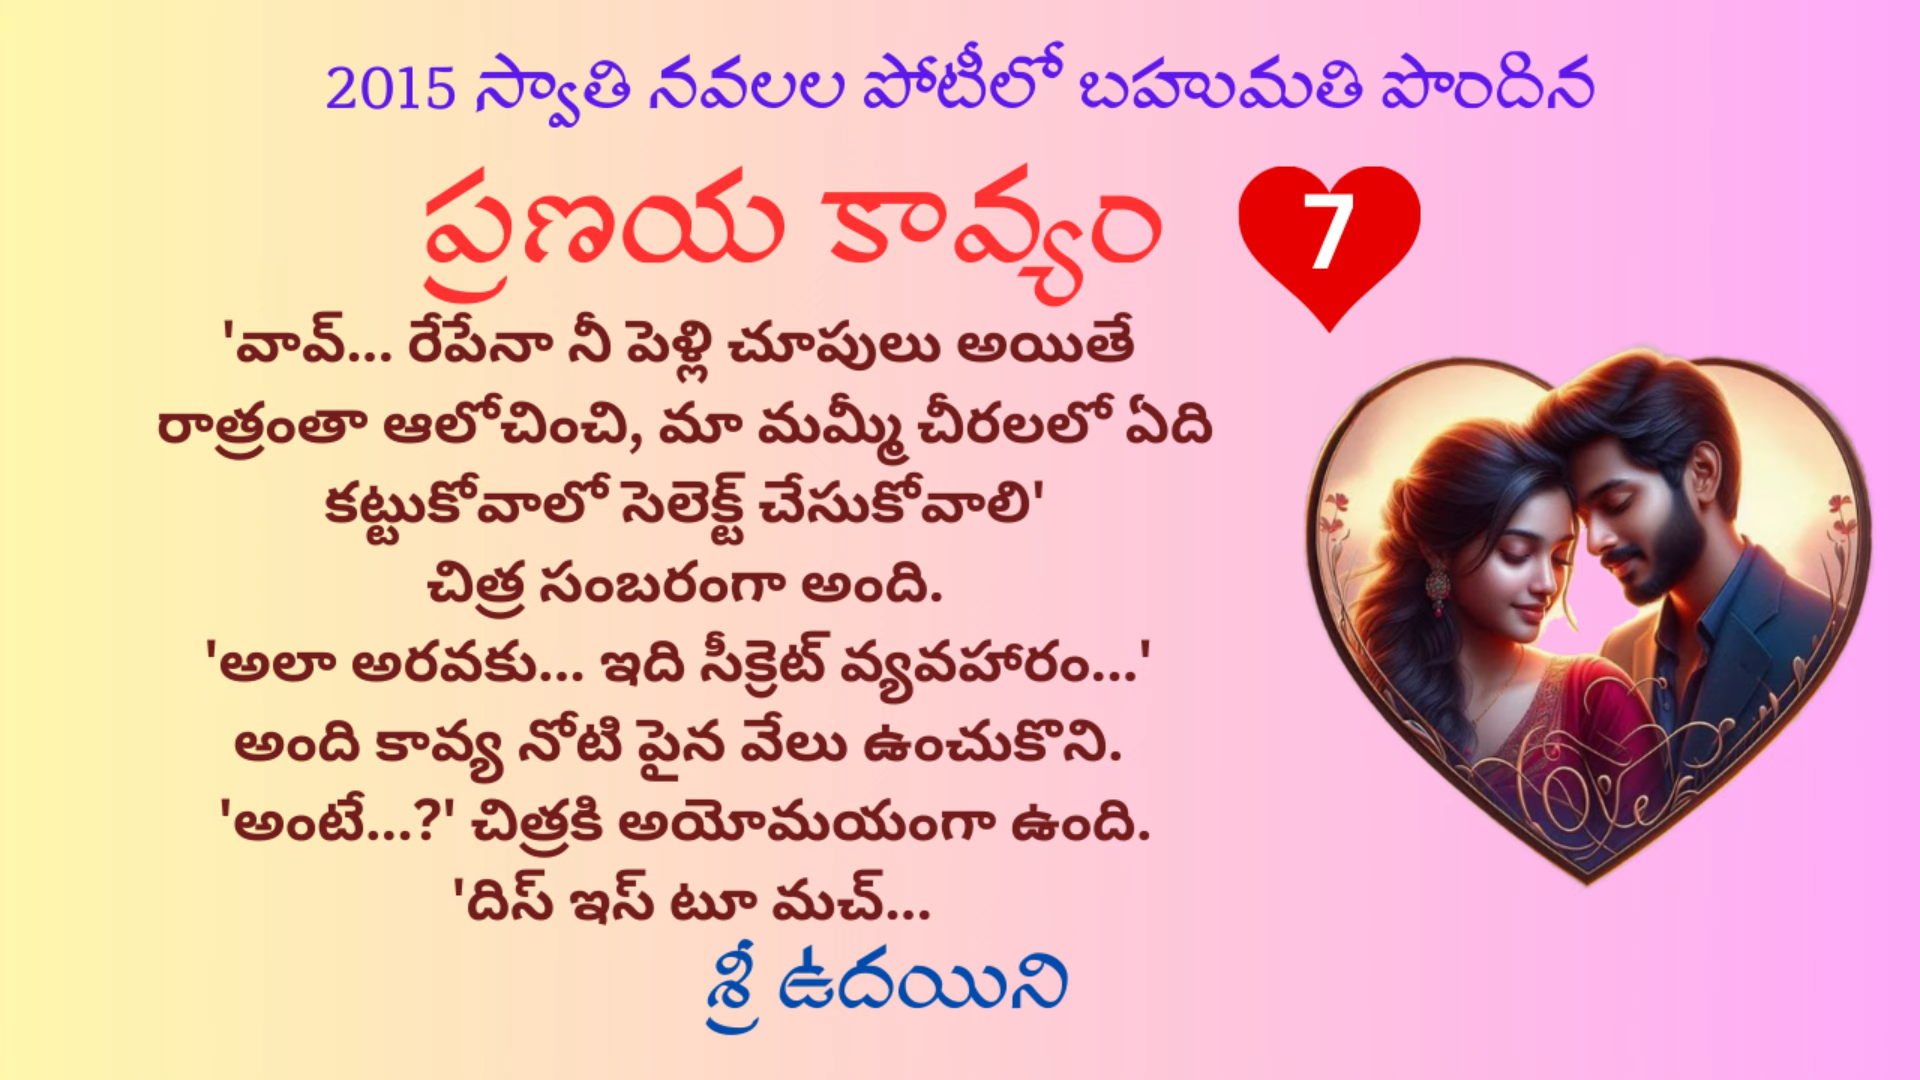 2015 స్వాతి నవలల పోటీలో బహుమతి పొందిన
ప్రణయ కావ్యం
7
'వావ్... రేపేనా నీ పెళ్లి చూపులు అయితే
రాత్రంతా ఆలోచించి, మా మమ్మీ చీరలలో ఏది
కట్టుకోవాలో సెలెక్ట్ చేసుకోవాలి'
చిత్ర సంబరంగా అంది.
'అలా అరవకు... ఇది సీక్రెట్ వ్యవహారం...'
అంది కావ్య నోటి పైన వేలు ఉంచుకొని.
'అంటే...?' చిత్రకి అయోమయంగా ఉంది.
'దిస్ ఇస్ టూ మచ్...
Love
శ్రీ ఉదయిని